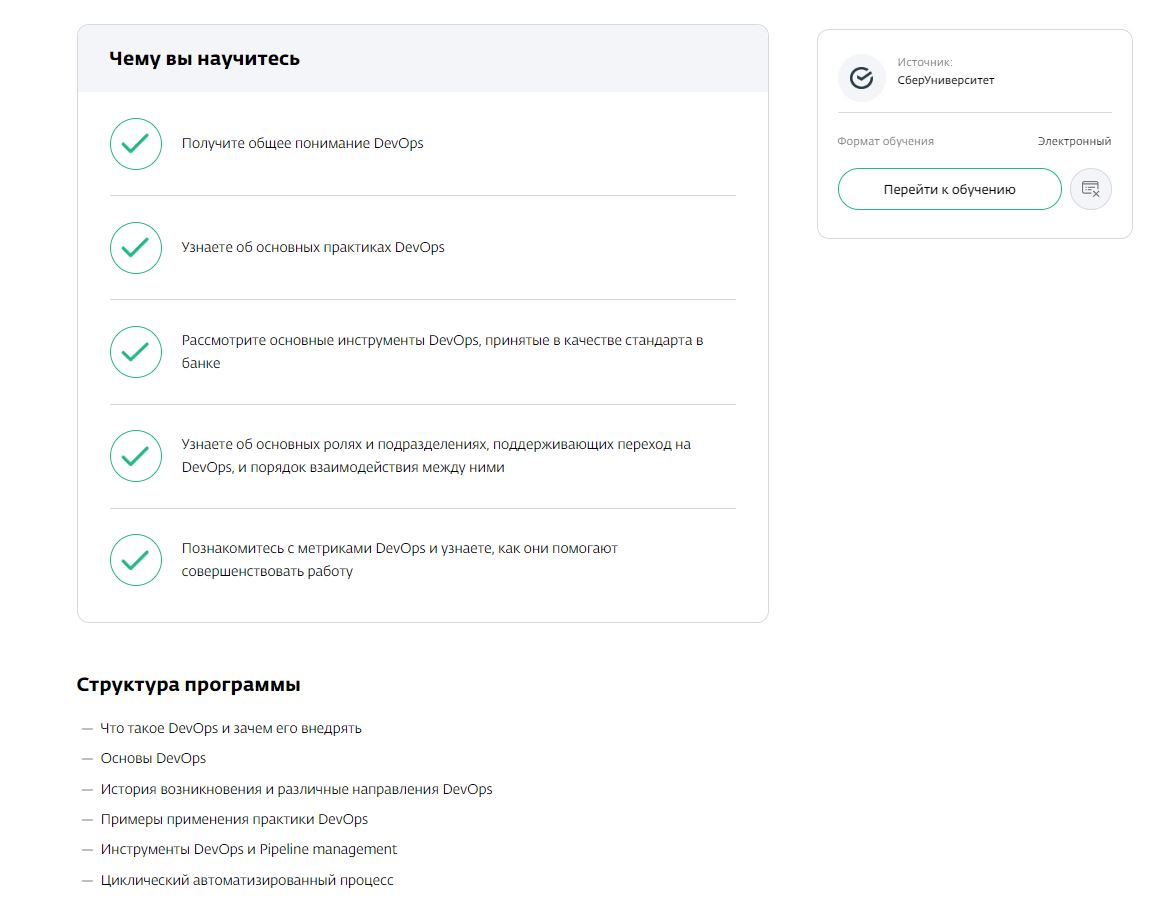 Чему вы научитесь
Получите общее понимание DevOps
Узнаете об основных практиках DevOps
Рассмотрите основные инструменты DevOps, принятые в качестве стандарта в
банке
Узнаете об основных ролях и подразделениях, поддерживающих переход на
DevOps, и порядок взаимодействия между ними
Познакомитесь с метриками DevOps и узнаете, как они помогают
совершенствовать работу
Источник:
СберУниверситет
Формат обучения Электронный
Перейти к обучению
Структура программы
— Что такое DevOps и зачем его внедрять
— Основы DevOps
— История возникновения и различные направления DevOps
— Примеры применения практики DevOps
— Инструменты DevOps и Pipeline management
— Циклический автоматизированный процесс